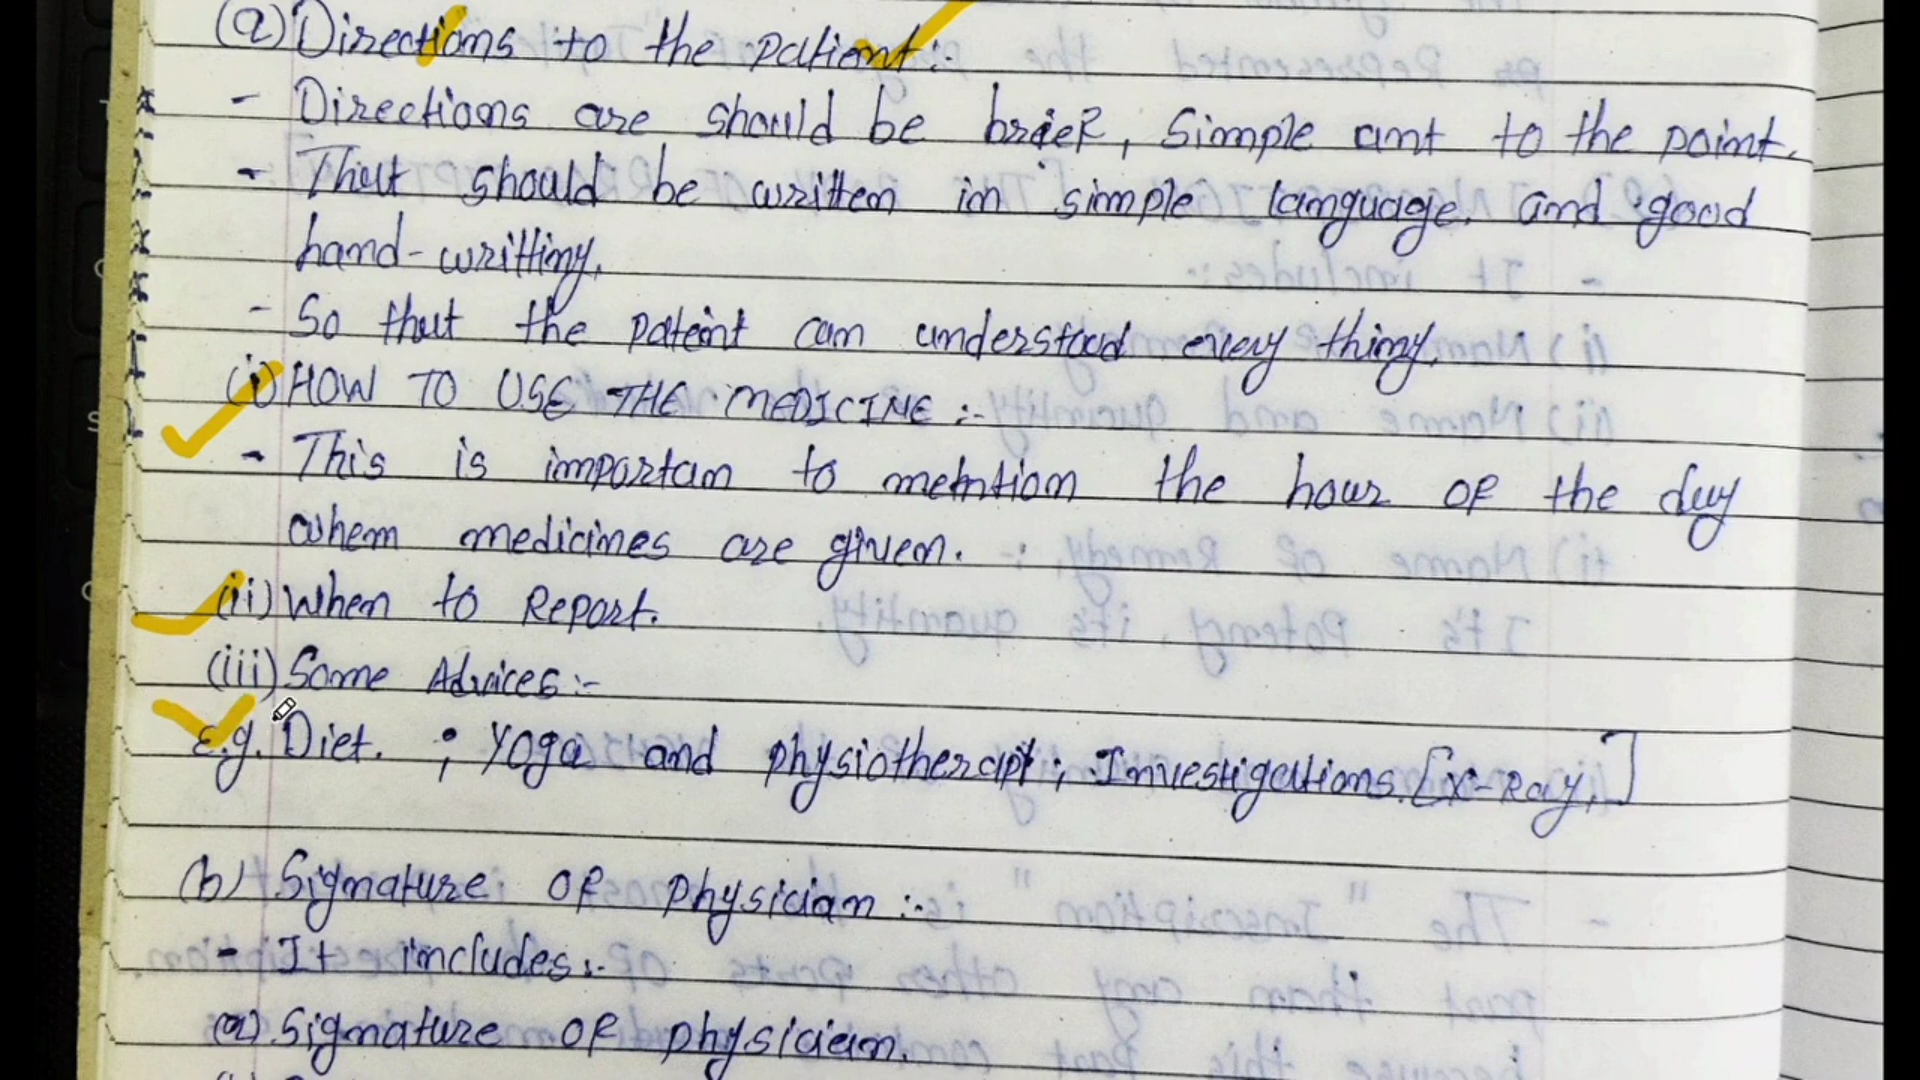 (a) Directions to the patient:-
- Directions are should be brief, Simple ant to the point.
- That should be written in simple language. and good
hand-writting.
- So that the pateint can understood every thing.
(i) HOW TO USE THE MEDICINE :-
- This is importan to mention the hour of the day
when medicines are given.
(ii) When to Report.
(iii) Some Advices:-
E.g. Diet. ; Yoga and physiotherapy ; Investigations. [X-Ray.]
(b) Signature of physician :-
- It includes:-
(a) Signature of physician.